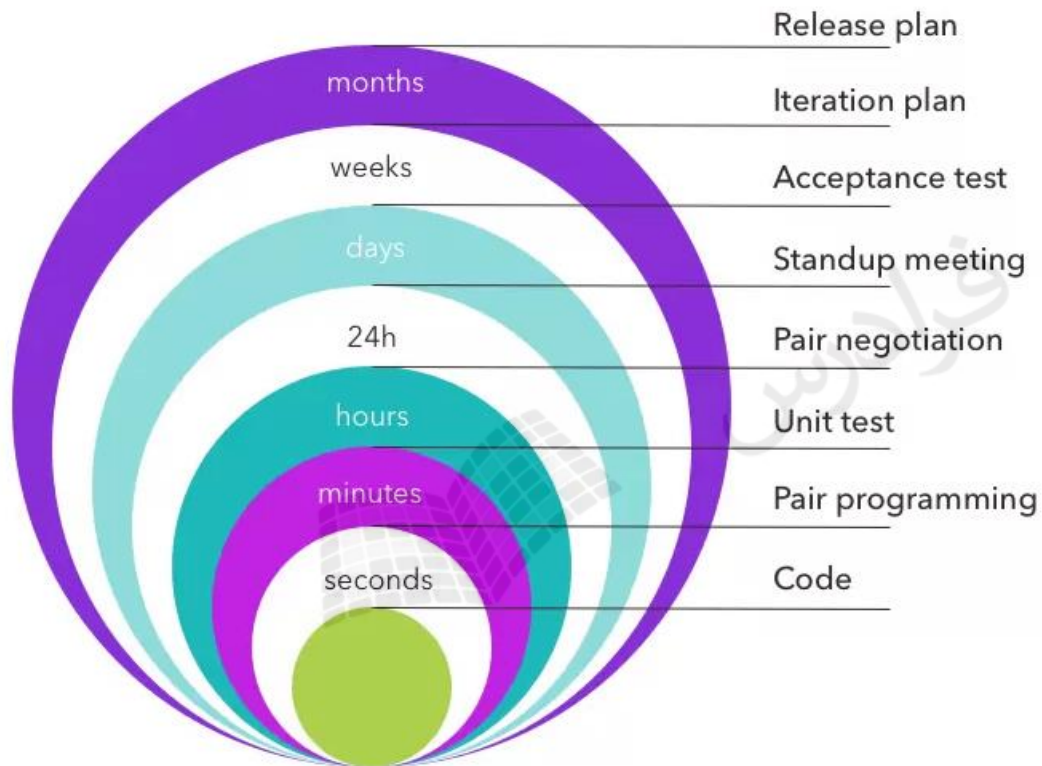 Release plan
months
Iteration plan
weeks
Acceptance test
days
Standup meeting
24h
Pair negotiation
hours
Unit test
minutes
Pair programming
seconds
Code
فرادرس